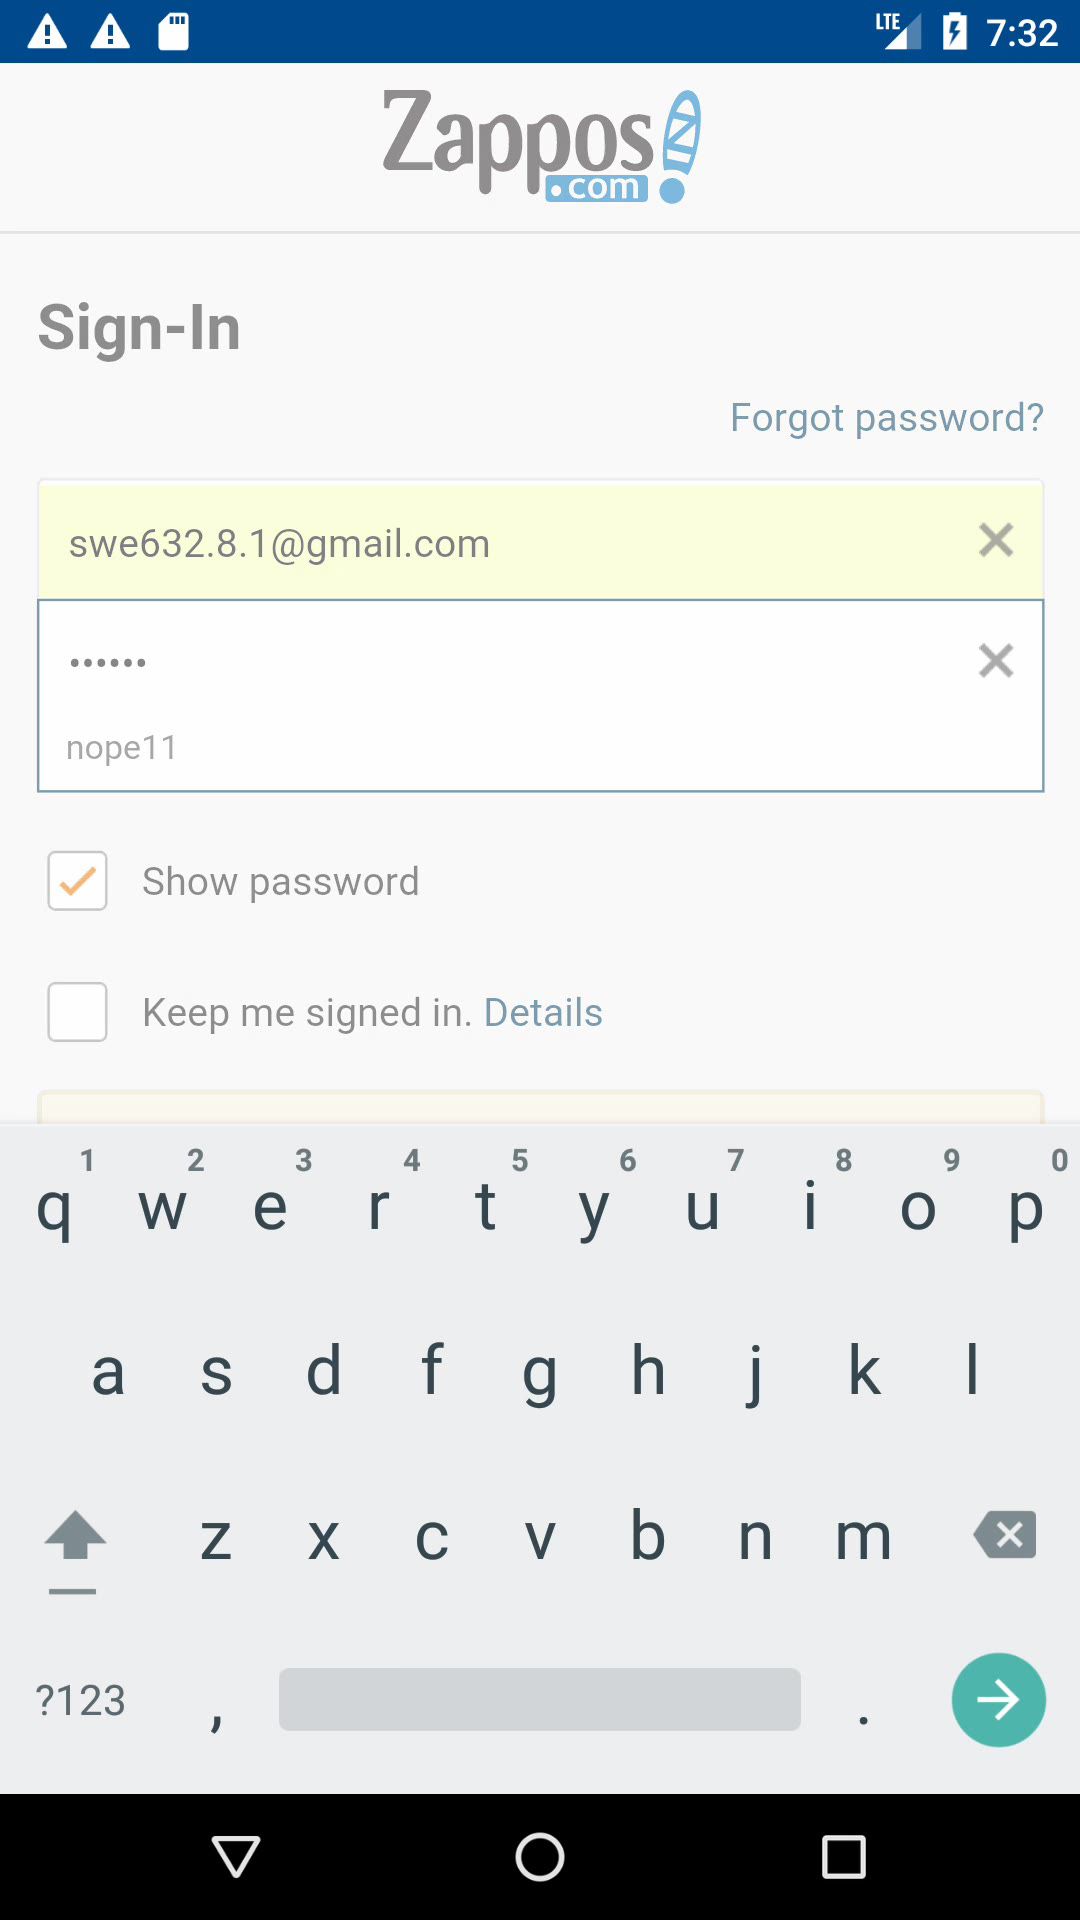 LTE 7:32
Zappos
.com
Sign-In
Forgot password?
swe632.8.1@gmail.com
••••••
nope11
Show password
Keep me signed in. Details
1 2 3 4 5 6 7 8 9 0
q w e r t y u i o p
a s d f g h j k l
z x c v b n m
?123 , .